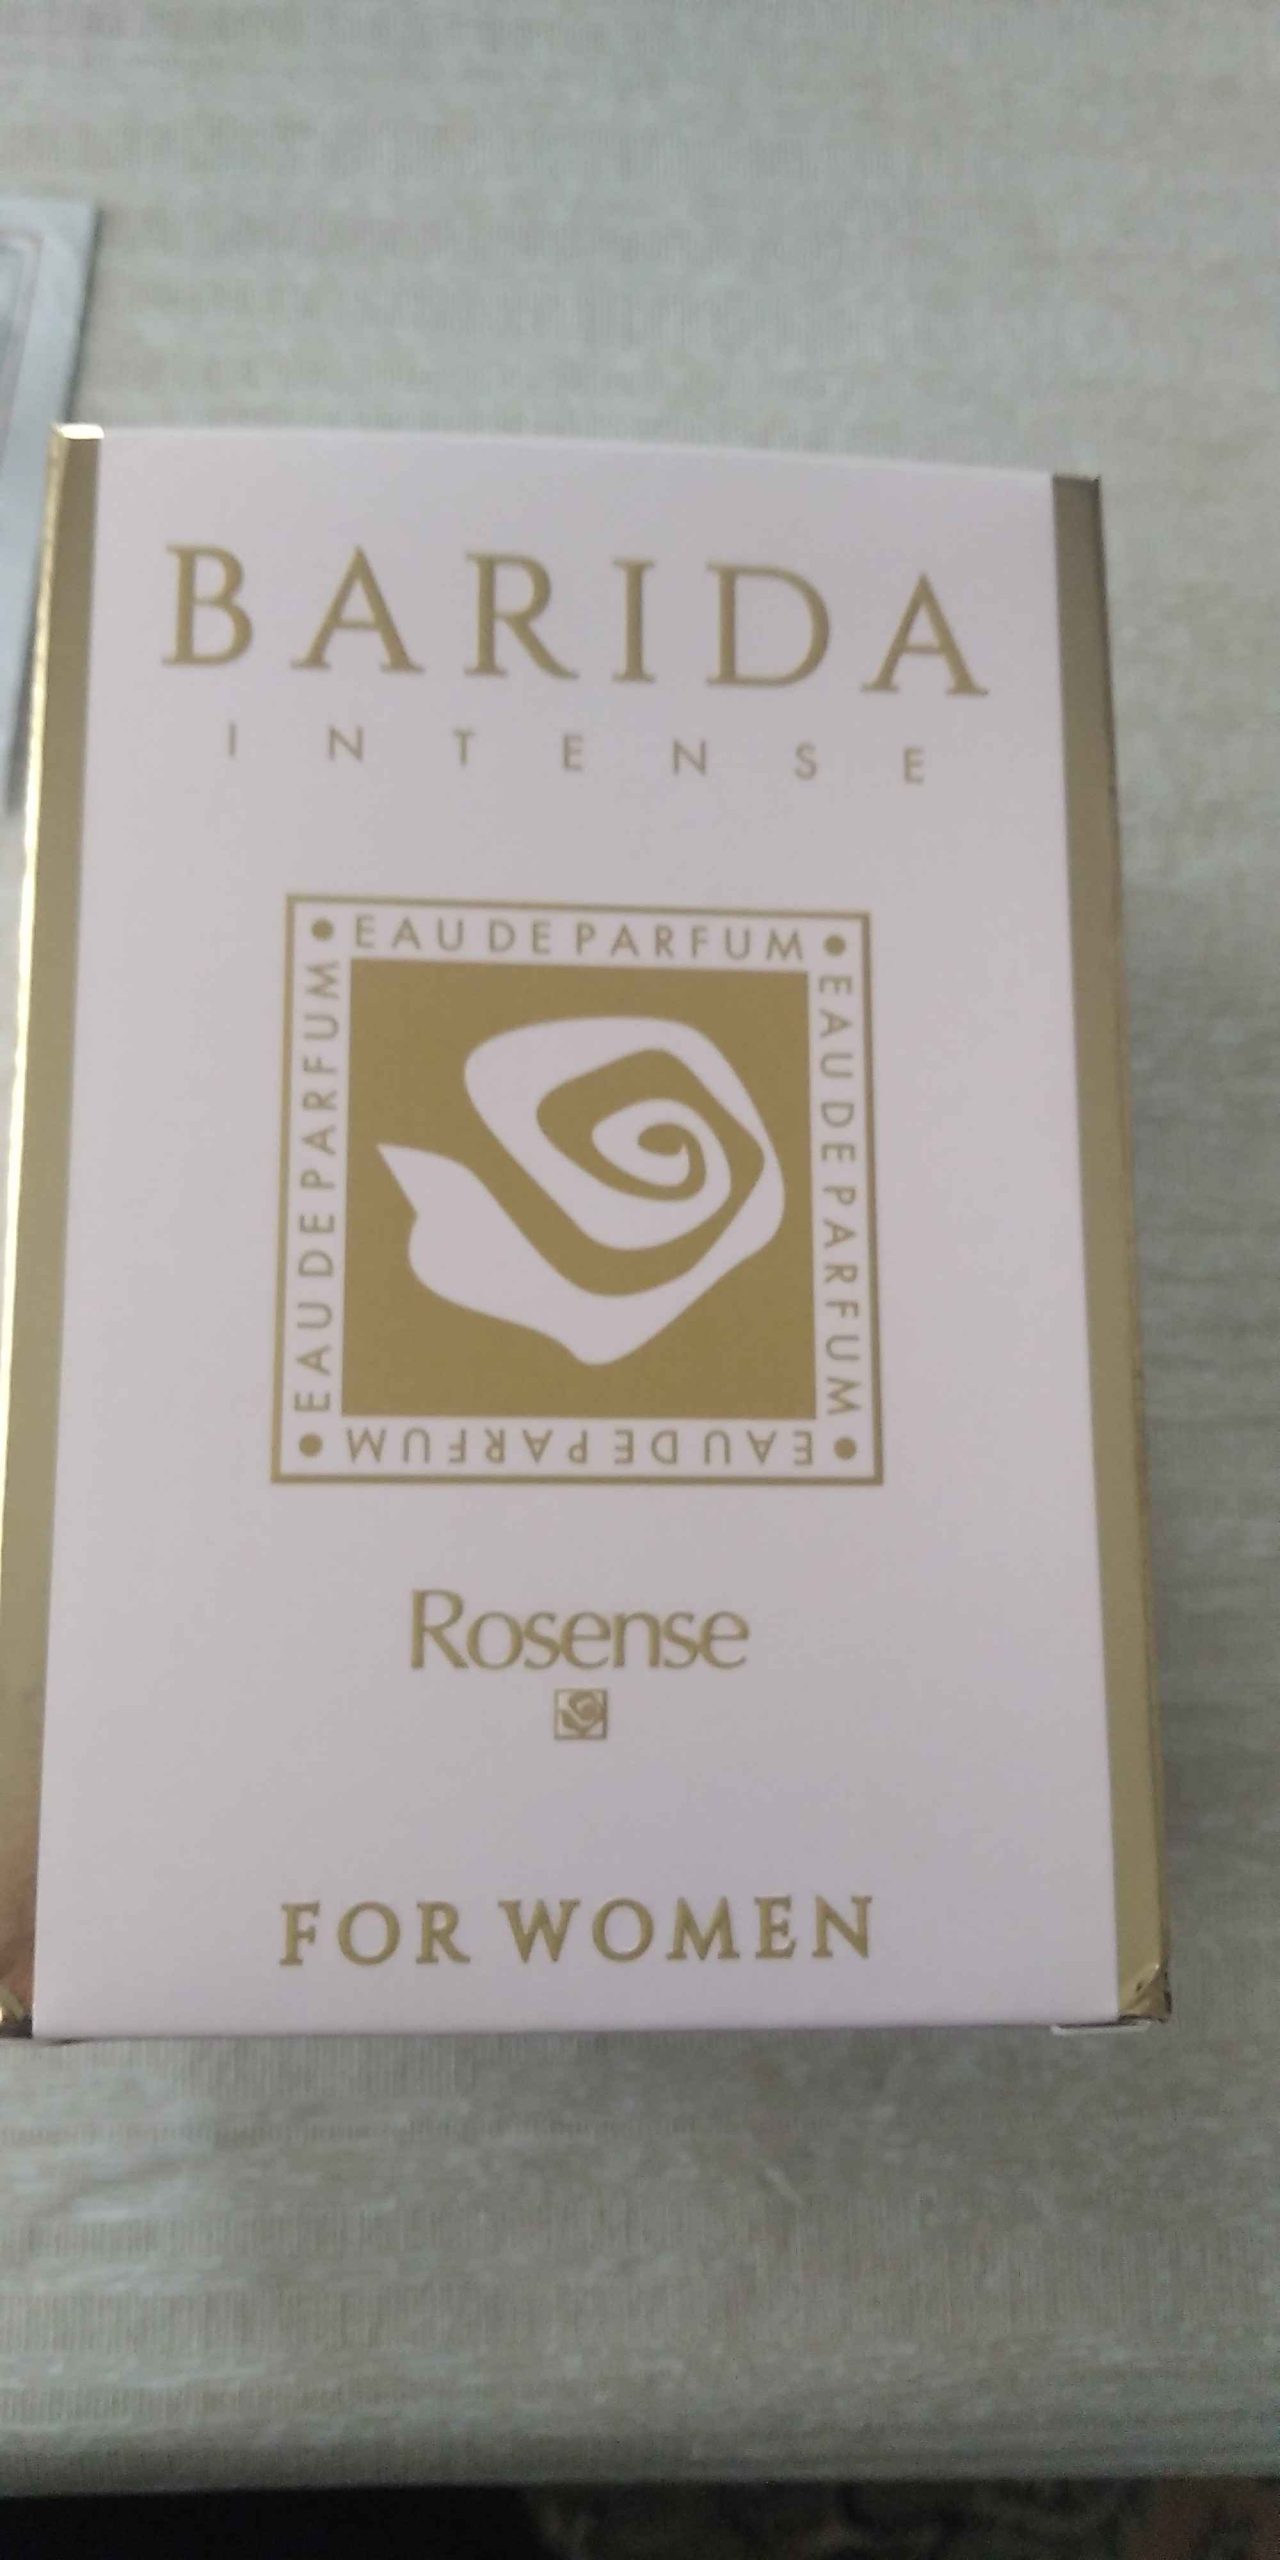 BARIDA
INTENSE
EAU DE PARFUM
EAU DE PARFUM
EAU DE PARFUM
EAU DE PARFUM
Rosense
FOR WOMEN